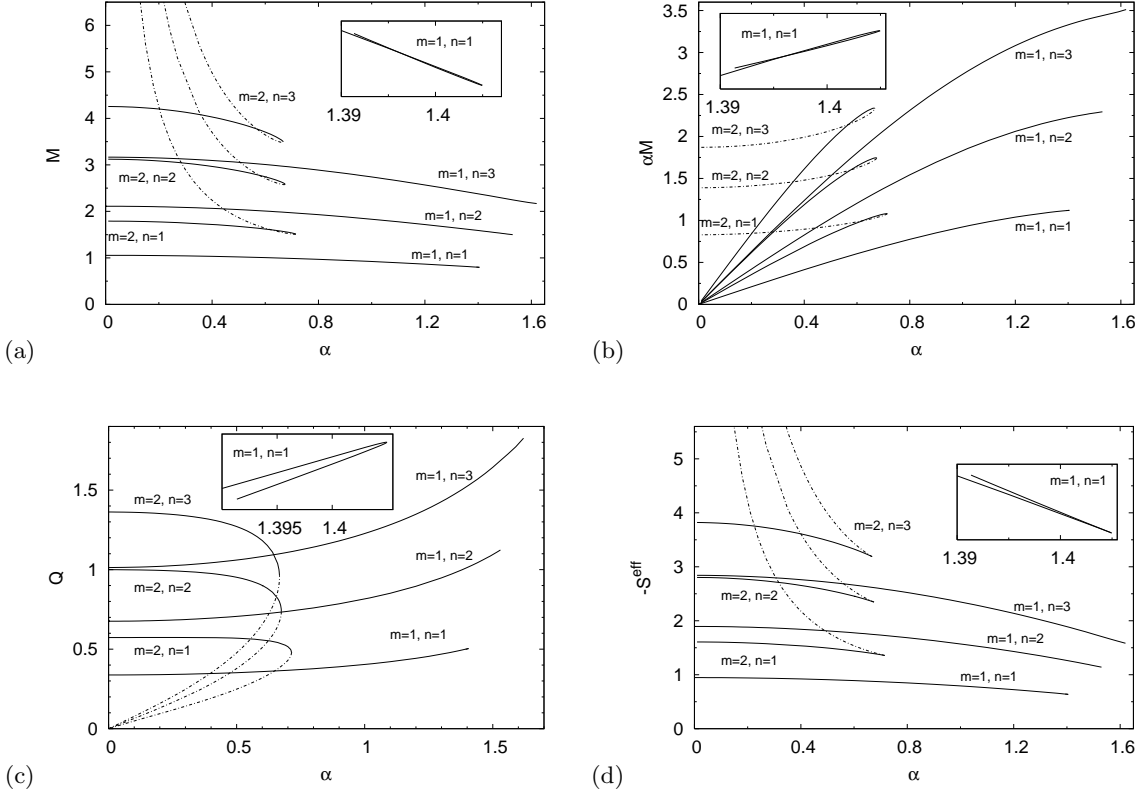 m=1, n=1
1.39 1.4
m=2, n=3
m=2, n=2
m=1, n=3
m=1, n=2
m=2, n=1
m=1, n=1
6
5
4
3
2
1
0
M
0 0.4 0.8 1.2 1.6
α
(a)
m=1, n=1
1.39 1.4
m=1, n=3
m=2, n=3
m=2, n=2
m=1, n=2
m=2, n=1
m=1, n=1
3.5
3
2.5
2
1.5
1
0.5
0
αM
0 0.4 0.8 1.2 1.6
α
(b)
m=1, n=1
1.395 1.4
m=2, n=3
m=1, n=3
m=2, n=2
m=1, n=2
m=2, n=1
m=1, n=1
1.5
1
0.5
0
Q
0 0.5 1 1.5
α
(c)
m=1, n=1
1.39 1.4
m=2, n=3
m=2, n=2
m=1, n=3
m=2, n=1
m=1, n=2
m=1, n=1
5
4
3
2
1
0
-S^eff
0 0.4 0.8 1.2 1.6
α
(d)